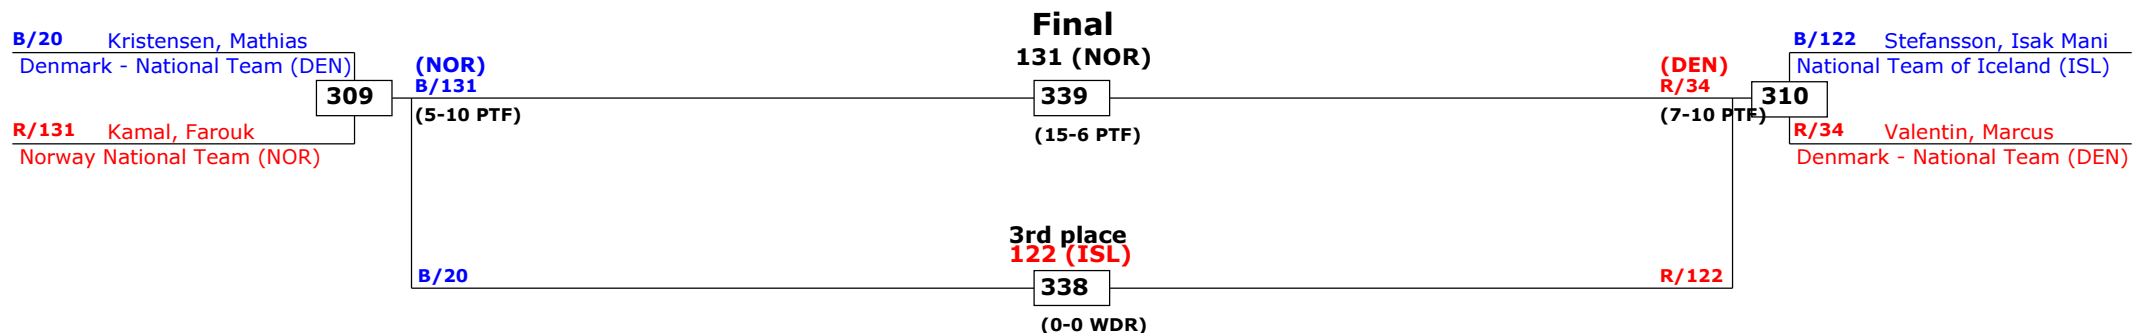 Final
131 (NOR)
339
(15-6 PTF)
B/20 Kristensen, Mathias
Denmark - National Team (DEN)
309
R/131 Kamal, Farouk
Norway National Team (NOR)
(NOR)
B/131
(5-10 PTF)
(DEN)
R/34
(7-10 PTF)
B/122 Stefansson, Isak Mani
National Team of Iceland (ISL)
310
R/34 Valentin, Marcus
Denmark - National Team (DEN)
3rd place
122 (ISL)
B/20
338
R/122
(0-0 WDR)